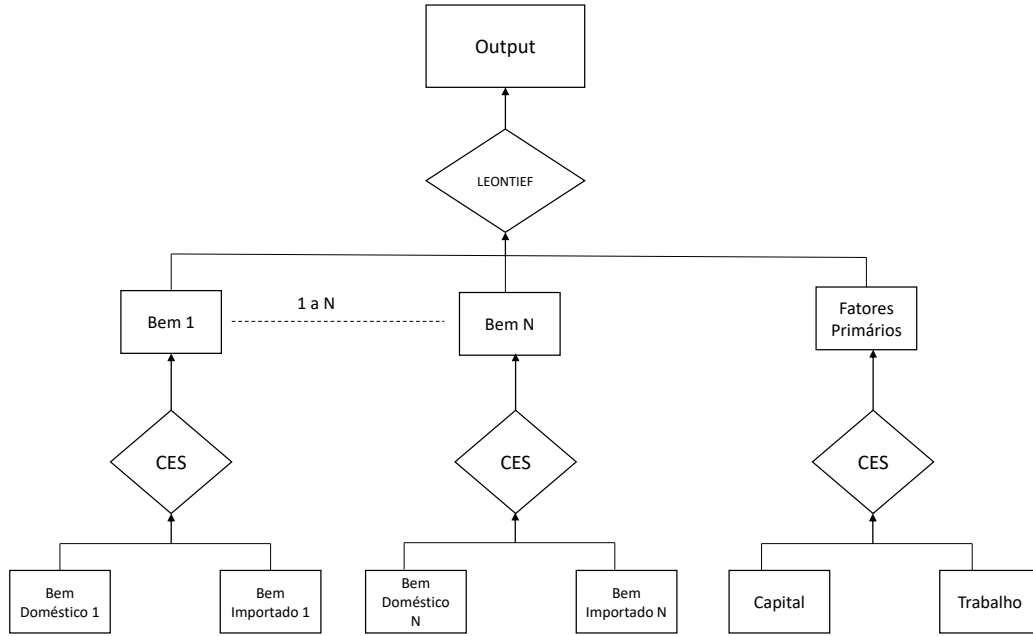 Output
LEONTIEF
1 a N
Bem 1
Bem N
Fatores
Primários
CES
CES
CES
Bem
Doméstico 1
Bem
Importado 1
Bem
Doméstico
N
Bem
Importado N
Capital
Trabalho